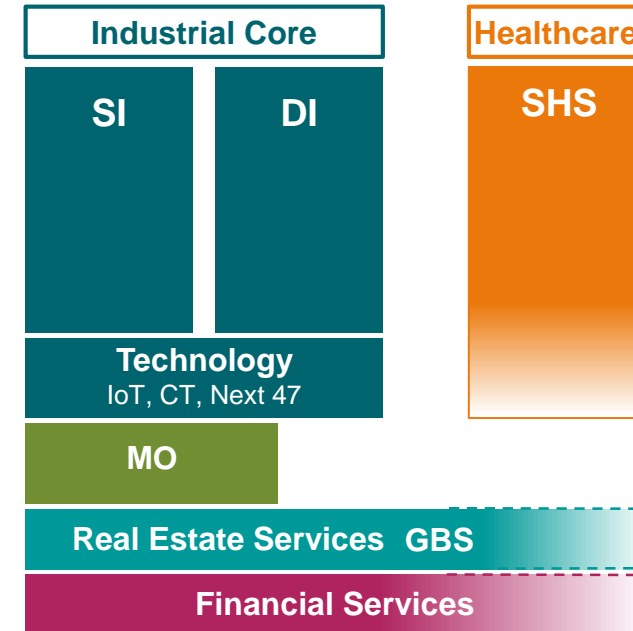 Industrial Core
Healthcare
SI
DI
SHS
Technology
IoT, CT, Next 47
MO
Real Estate Services GBS
Financial Services